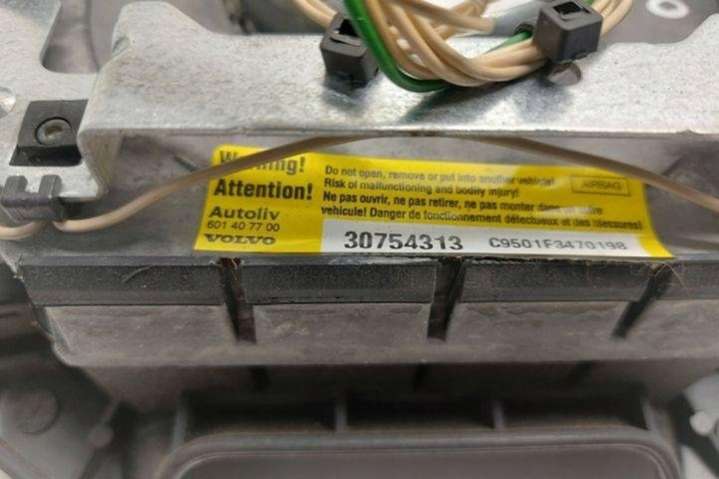 Warning!
Attention!
Autoliv
601 40 77 00
VOLVO
Do not open, remove or put into another vehicle!
Risk of malfunctioning and bodily injury!
AIRBAG
Ne pas ouvrir, ne pas retirer, ne pas monter dans un autre
vehicule! Danger de fonctionnement défectueux et des blessures!
30754313 C9501F3470198